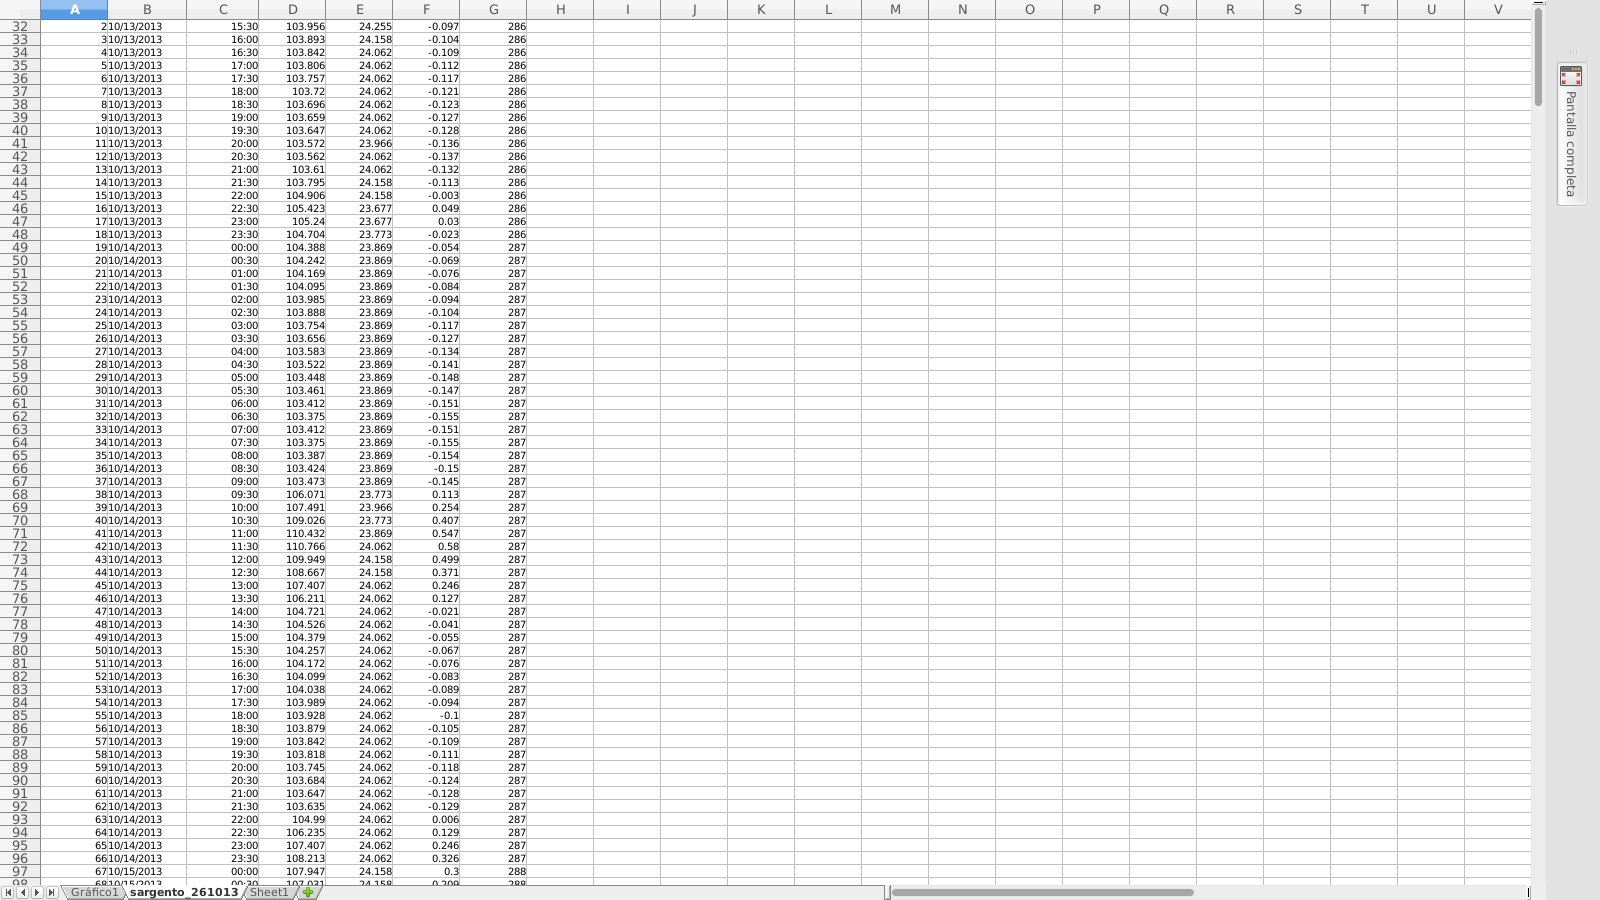 A B C D E F G H I J K L M N O P Q R S T U V
32 2 10/13/2013 15:30 103.956 24.255 -0.097 286
33 3 10/13/2013 16:00 103.893 24.158 -0.104 286
34 4 10/13/2013 16:30 103.842 24.062 -0.109 286
35 5 10/13/2013 17:00 103.806 24.062 -0.112 286
36 6 10/13/2013 17:30 103.757 24.062 -0.117 286
37 7 10/13/2013 18:00 103.72 24.062 -0.121 286
38 8 10/13/2013 18:30 103.696 24.062 -0.123 286
39 9 10/13/2013 19:00 103.659 24.062 -0.127 286
40 10 10/13/2013 19:30 103.647 24.062 -0.128 286
41 11 10/13/2013 20:00 103.572 23.966 -0.136 286
42 12 10/13/2013 20:30 103.562 24.062 -0.137 286
43 13 10/13/2013 21:00 103.61 24.062 -0.132 286
44 14 10/13/2013 21:30 103.795 24.158 -0.113 286
45 15 10/13/2013 22:00 104.906 24.158 -0.003 286
46 16 10/13/2013 22:30 105.423 23.677 0.049 286
47 17 10/13/2013 23:00 105.24 23.677 0.03 286
48 18 10/13/2013 23:30 104.704 23.773 -0.023 286
49 19 10/14/2013 00:00 104.388 23.869 -0.054 287
50 20 10/14/2013 00:30 104.242 23.869 -0.069 287
51 21 10/14/2013 01:00 104.169 23.869 -0.076 287
52 22 10/14/2013 01:30 104.095 23.869 -0.084 287
53 23 10/14/2013 02:00 103.985 23.869 -0.094 287
54 24 10/14/2013 02:30 103.888 23.869 -0.104 287
55 25 10/14/2013 03:00 103.754 23.869 -0.117 287
56 26 10/14/2013 03:30 103.656 23.869 -0.127 287
57 27 10/14/2013 04:00 103.583 23.869 -0.134 287
58 28 10/14/2013 04:30 103.522 23.869 -0.141 287
59 29 10/14/2013 05:00 103.448 23.869 -0.148 287
60 30 10/14/2013 05:30 103.461 23.869 -0.147 287
61 31 10/14/2013 06:00 103.412 23.869 -0.151 287
62 32 10/14/2013 06:30 103.375 23.869 -0.155 287
63 33 10/14/2013 07:00 103.412 23.869 -0.151 287
64 34 10/14/2013 07:30 103.375 23.869 -0.155 287
65 35 10/14/2013 08:00 103.387 23.869 -0.154 287
66 36 10/14/2013 08:30 103.424 23.869 -0.15 287
67 37 10/14/2013 09:00 103.473 23.869 -0.145 287
68 38 10/14/2013 09:30 106.071 23.773 0.113 287
69 39 10/14/2013 10:00 107.491 23.966 0.254 287
70 40 10/14/2013 10:30 109.026 23.773 0.407 287
71 41 10/14/2013 11:00 110.432 23.869 0.547 287
72 42 10/14/2013 11:30 110.766 24.062 0.58 287
73 43 10/14/2013 12:00 109.949 24.158 0.499 287
74 44 10/14/2013 12:30 108.667 24.158 0.371 287
75 45 10/14/2013 13:00 107.407 24.062 0.246 287
76 46 10/14/2013 13:30 106.211 24.062 0.127 287
77 47 10/14/2013 14:00 104.721 24.062 -0.021 287
78 48 10/14/2013 14:30 104.526 24.062 -0.041 287
79 49 10/14/2013 15:00 104.379 24.062 -0.055 287
80 50 10/14/2013 15:30 104.257 24.062 -0.067 287
81 51 10/14/2013 16:00 104.172 24.062 -0.076 287
82 52 10/14/2013 16:30 104.099 24.062 -0.083 287
83 53 10/14/2013 17:00 104.038 24.062 -0.089 287
84 54 10/14/2013 17:30 103.989 24.062 -0.094 287
85 55 10/14/2013 18:00 103.928 24.062 -0.1 287
86 56 10/14/2013 18:30 103.879 24.062 -0.105 287
87 57 10/14/2013 19:00 103.842 24.062 -0.109 287
88 58 10/14/2013 19:30 103.818 24.062 -0.111 287
89 59 10/14/2013 20:00 103.745 24.062 -0.118 287
90 60 10/14/2013 20:30 103.684 24.062 -0.124 287
91 61 10/14/2013 21:00 103.647 24.062 -0.128 287
92 62 10/14/2013 21:30 103.635 24.062 -0.129 287
93 63 10/14/2013 22:00 104.99 24.062 0.006 287
94 64 10/14/2013 22:30 106.235 24.062 0.129 287
95 65 10/14/2013 23:00 107.407 24.062 0.246 287
96 66 10/14/2013 23:30 108.213 24.062 0.326 287
97 67 10/15/2013 00:00 107.947 24.158 0.3 288
98 68 10/15/2013 00:30 107.031 24.158 0.209 288
Gráfico1 sargento_261013 Sheet1
Pantalla completa